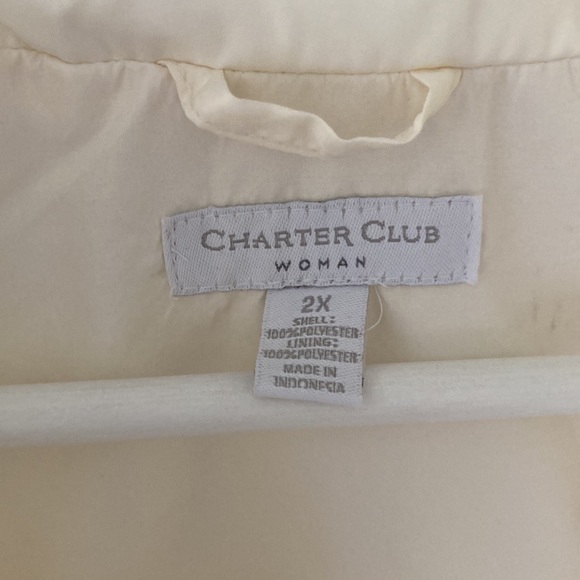 CHARTER CLUB
WOMAN
2X
SHELL:
100%POLYESTER
LINING:
100%POLYESTER
MADE IN
INDONESIA